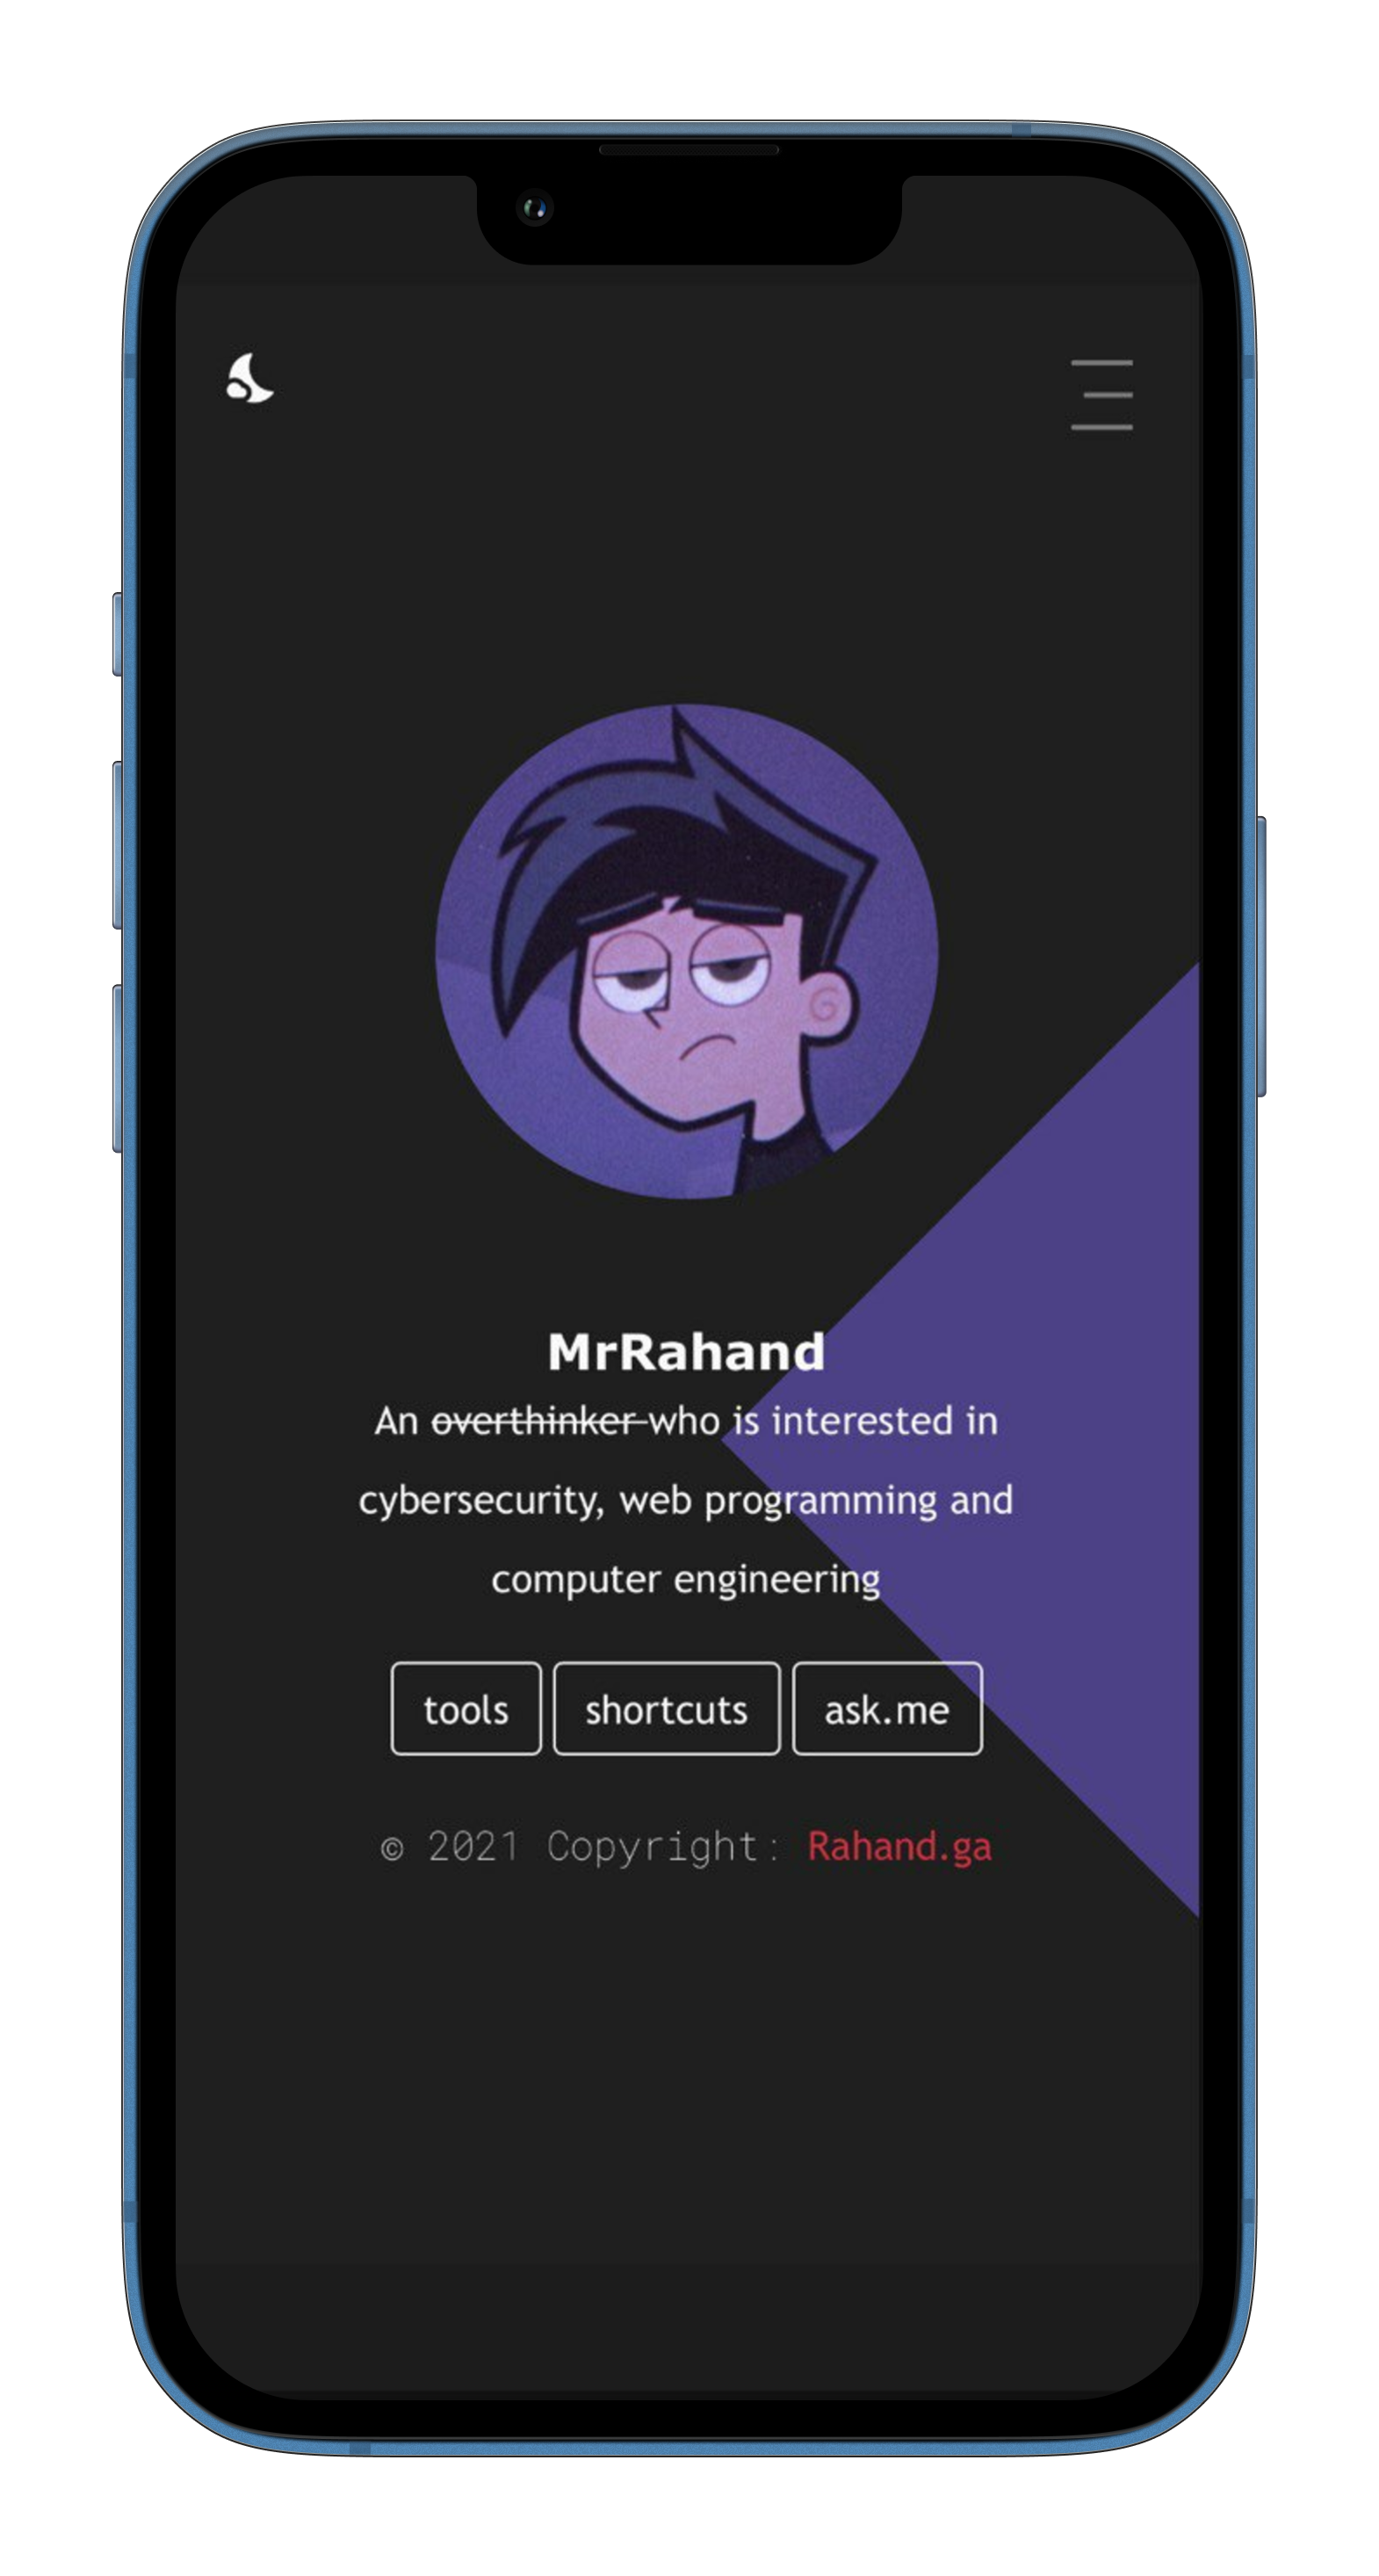 MrRahand
An overthinker who is interested in
cybersecurity, web programming and
computer engineering
tools shortcuts ask.me
© 2021 Copyright: Rahand.ga